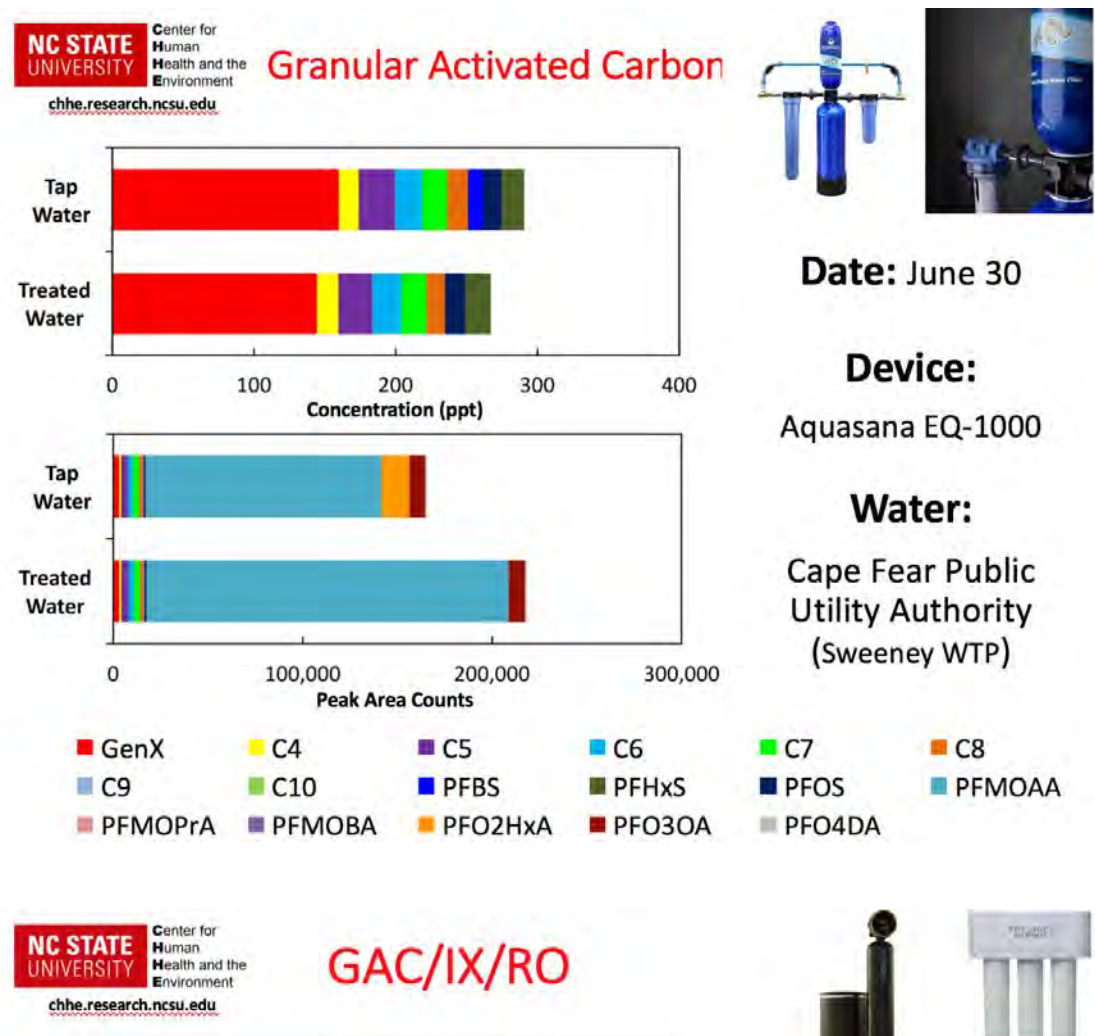 NC STATE
UNIVERSITY
Center for
Human
Health and the
Environment
chhe.research.ncsu.edu
Granular Activated Carbon
Tap
Water
Treated
Water
0 100 200 300 400
Concentration (ppt)
Tap
Water
Treated
Water
0 100,000 200,000 300,000
Peak Area Counts
Date: June 30
Device:
Aquasana EQ-1000
Water:
Cape Fear Public
Utility Authority
(Sweeney WTP)
GenX C4 C5 C6 C7 C8
C9 C10 PFBS PFHxS PFOS PFMOAA
PFMOPrA PFMOBA PFO2HxA PFO3OA PFO4DA
NC STATE
UNIVERSITY
Center for
Human
Health and the
Environment
chhe.research.ncsu.edu
GAC/IX/RO